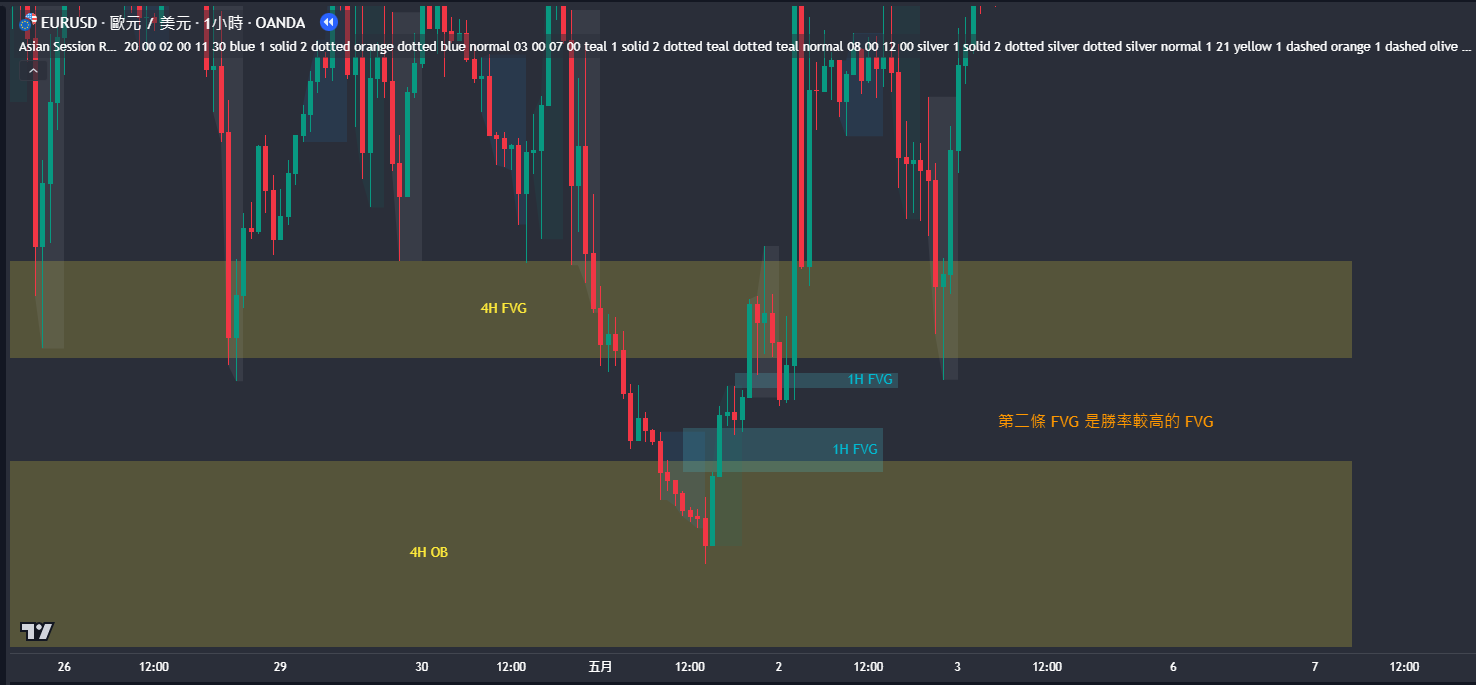 EURUSD · 歐元 / 美元 · 1小時 · OANDA
Asian Session R... 20 00 02 00 11 30 blue 1 solid 2 dotted orange dotted blue normal 03 00 07 00 teal 1 solid 2 dotted teal dotted teal normal 08 00 12 00 silver 1 solid 2 dotted silver dotted silver normal 1 21 yellow 1 dashed orange 1 dashed olive ...
4H FVG
1H FVG
第二條 FVG 是勝率較高的 FVG
1H FVG
4H OB
26 12:00 29 30 12:00 五月 12:00 2 12:00 3 12:00 6 7 12:00